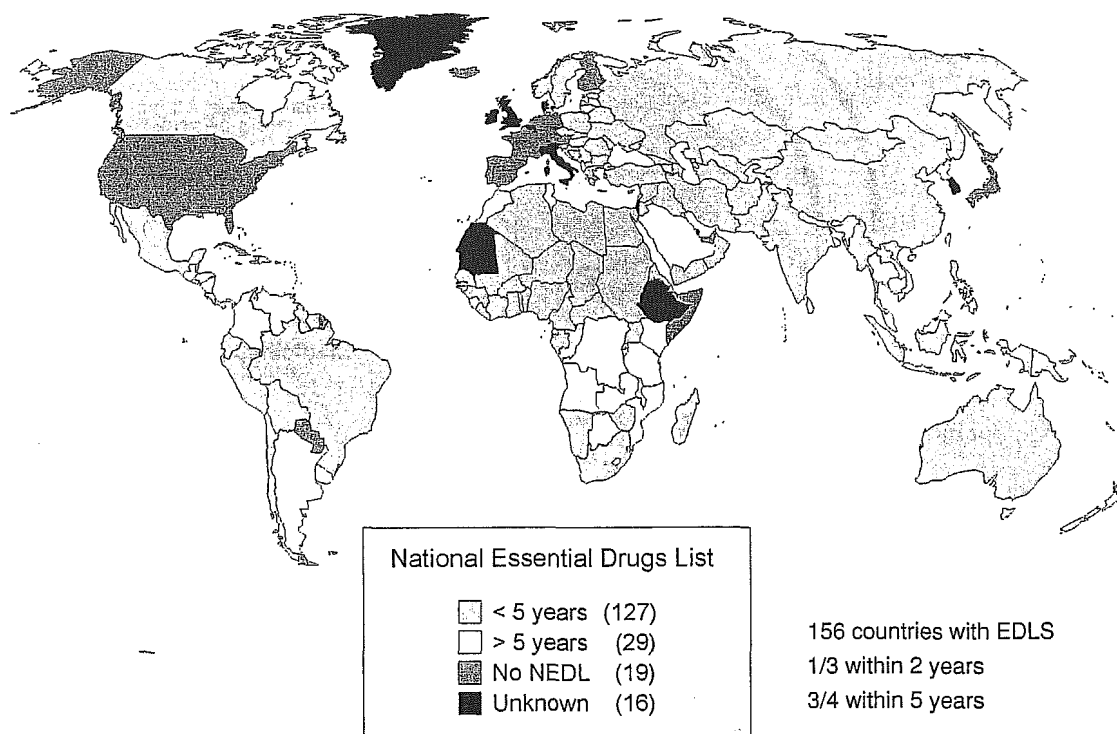 National Essential Drugs List
< 5 years (127)
> 5 years (29)
No NEDL (19)
Unknown (16)
156 countries with EDLS
1/3 within 2 years
3/4 within 5 years